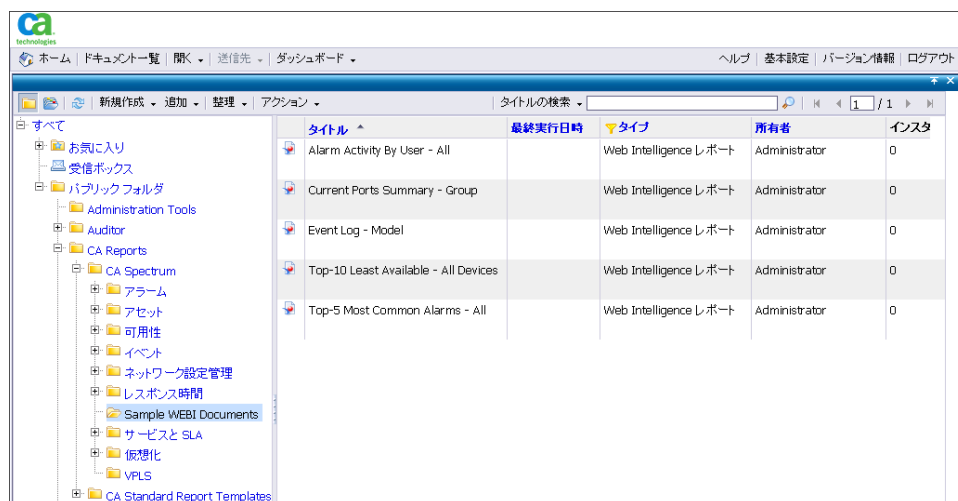 ca
technologies
ホーム | ドキュメント一覧 | 開く | 送信先 | ダッシュボード
ヘルプ | 基本設定 | バージョン情報 | ログアウト
新規作成 追加 | 整理 | アクション
タイトルの検索
1 / 1
すべて
お気に入り
受信ボックス
パブリック フォルダ
Administration Tools
Auditor
CA Reports
CA Spectrum
アラーム
アセット
可用性
イベント
ネットワーク設定管理
レスポンス時間
Sample WEBI Documents
サービスと SLA
仮想化
VPLS
CA Standard Report Templates
タイトル 最終実行日時 タイプ 所有者 インスタ
Alarm Activity By User - All Web Intelligence レポート Administrator 0
Current Ports Summary - Group Web Intelligence レポート Administrator 0
Event Log - Model Web Intelligence レポート Administrator 0
Top-10 Least Available - All Devices Web Intelligence レポート Administrator 0
Top-5 Most Common Alarms - All Web Intelligence レポート Administrator 0